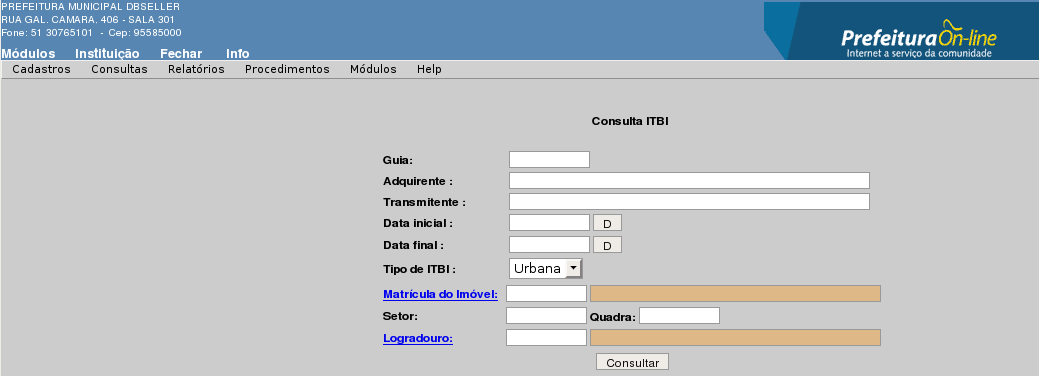 PREFEITURA MUNICIPAL DBSELLER
RUA GAL. CAMARA. 406 - SALA 301
Fone: 51 30765101 - Cep: 95585000
Prefeitura On-line
Internet a serviço da comunidade
Módulos Instituição Fechar Info
Cadastros Consultas Relatórios Procedimentos Módulos Help
Consulta ITBI
Guia:
Adquirente :
Transmitente :
Data inicial : D
Data final : D
Tipo de ITBI : Urbana
Matrícula do Imóvel:
Setor: Quadra:
Logradouro:
Consultar